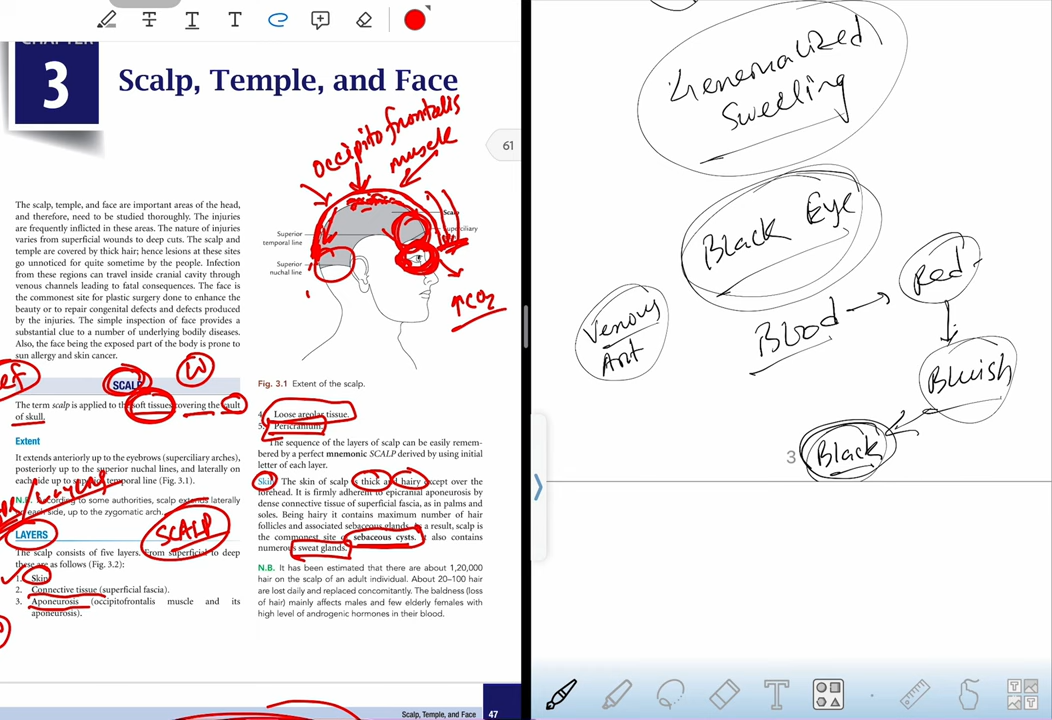 CHAPTER
3
Scalp, Temple, and Face
61
occipito frontalis
muscle
The scalp, temple, and face are important areas of the head,
and therefore, need to be studied thoroughly. The injuries
are frequently inflicted in these areas. The nature of injuries
varies from superficial wounds to deep cuts. The scalp and
temple are covered by thick hair; hence lesions at these sites
go unnoticed for quite sometime by the people. Infection
from these regions can travel inside cranial cavity through
venous channels leading to fatal consequences. The face is
the commonest site for plastic surgery done to enhance the
beauty or to repair congenital defects and defects produced
by the injuries. The simple inspection of face provides a
substantial clue to a number of underlying bodily diseases.
Also, the face being the exposed part of the body is prone to
sun allergy and skin cancer.
SCALP
The term scalp is applied to the soft tissues covering the vault
of skull.
Extent
It extends anteriorly up to the eyebrows (superciliary arches),
posteriorly up to the superior nuchal lines, and laterally on
each side up to superior temporal line (Fig. 3.1).
N.B. According to some authorities, scalp extends laterally
on each side, up to the zygomatic arch.
layers
SCALP
LAYERS
The scalp consists of five layers. From superficial to deep
these are as follows (Fig. 3.2):
1. Skin
2. Connective tissue (superficial fascia).
3. Aponeurosis (occipitofrontalis muscle and its
aponeurosis).
Superior
temporal line
Superior
nuchal line
Scalp
Superciliary
↑CO2
Fig. 3.1 Extent of the scalp.
4. Loose areolar tissue.
5. Pericranium.
The sequence of the layers of scalp can be easily remem-
bered by a perfect mnemonic SCALP derived by using initial
letter of each layer.
Skin The skin of scalp is thick and hairy except over the
forehead. It is firmly adherent to epicranial aponeurosis by
dense connective tissue of superficial fascia, as in palms and
soles. Being hairy it contains maximum number of hair
follicles and associated sebaceous glands. As a result, scalp is
the commonest site of sebaceous cysts. It also contains
numerous sweat glands.
N.B. It has been estimated that there are about 1,20,000
hair on the scalp of an adult individual. About 20–100 hair
are lost daily and replaced concomitantly. The baldness (loss
of hair) mainly affects males and few elderly females with
high level of androgenic hormones in their blood.
Scalp, Temple, and Face 47
Generalized
Swelling
Black Eye
Venous
Art
Blood
Red
Bluish
Black
3